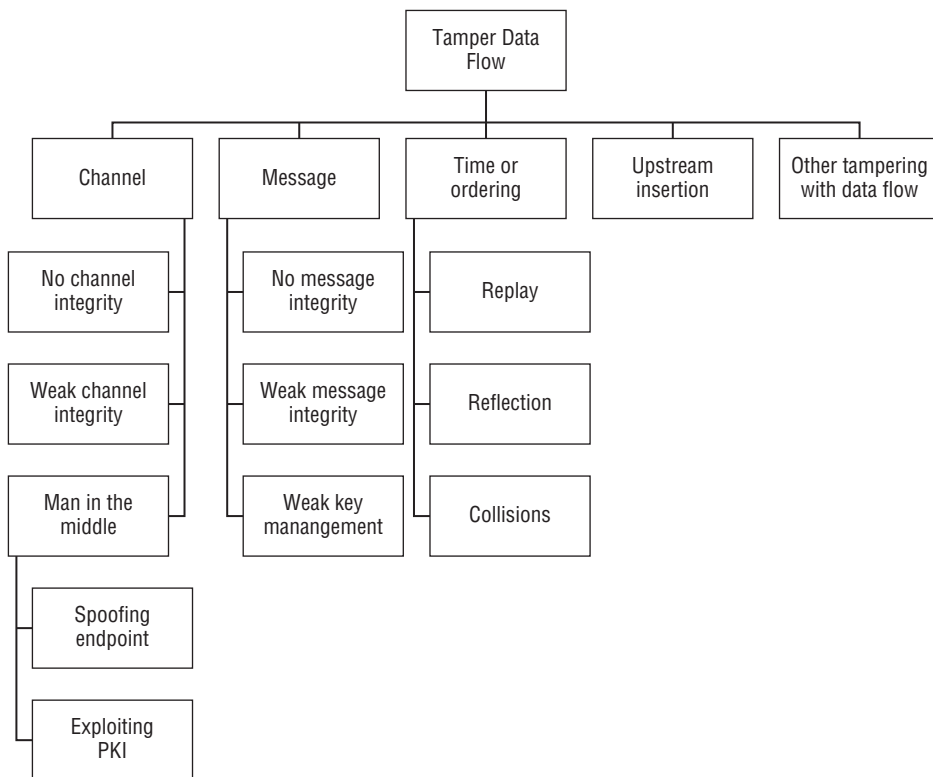 Tamper Data
Flow
Channel
Message
Time or
ordering
Upstream
insertion
Other tampering
with data flow
No channel
integrity
No message
integrity
Replay
Weak channel
integrity
Weak message
integrity
Reflection
Man in the
middle
Weak key
manangement
Collisions
Spoofing
endpoint
Exploiting
PKI